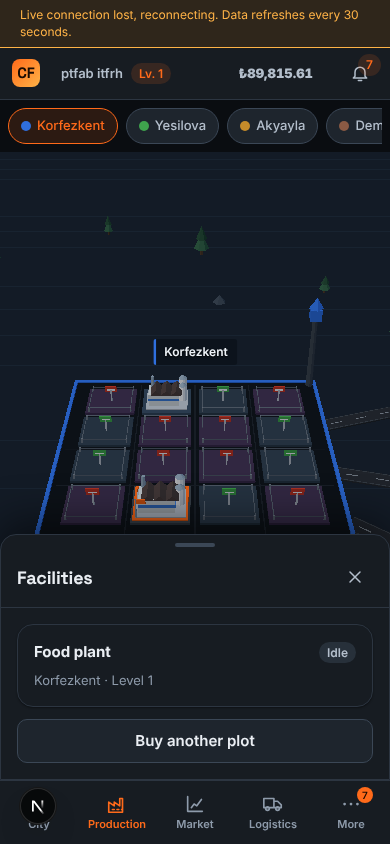 Live connection lost, reconnecting. Data refreshes every 30
seconds.
CF
ptfab itfrh
Lv. 1
₺89,815.61
7
Korfezkent
Yesilova
Akyayla
Dem
Korfezkent
Facilities
Food plant
Idle
Korfezkent · Level 1
Buy another plot
N
City
Production
Market
Logistics
7
More